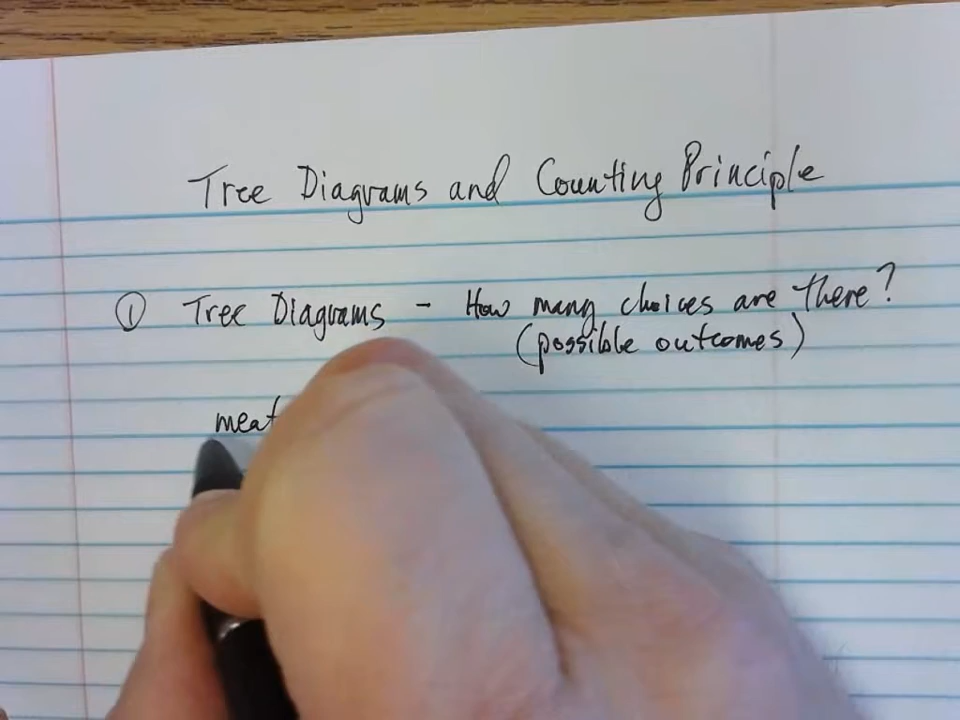 Tree Diagrams and Counting Principle
① Tree Diagrams - How many choices are there?
(possible outcomes)
meat